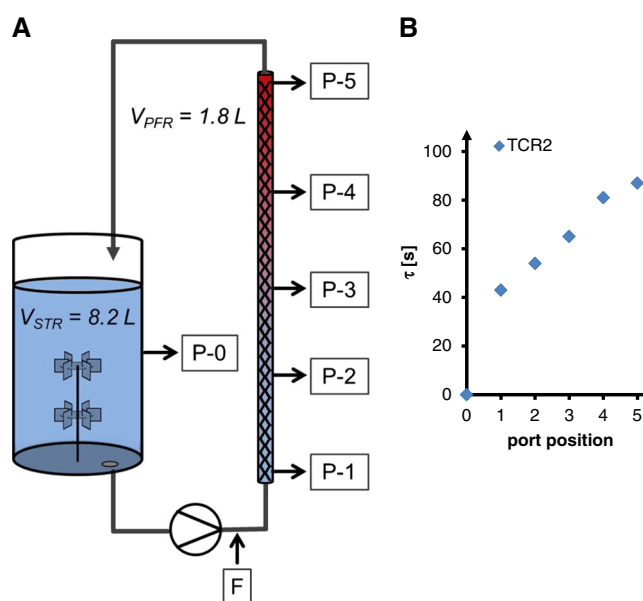 A
V_PFR = 1.8 L
P-5
P-4
P-3
V_STR = 8.2 L
P-0
P-2
P-1
F
B
TCR2
100
80
60
40
20
0
τ [s]
0 1 2 3 4 5
port position